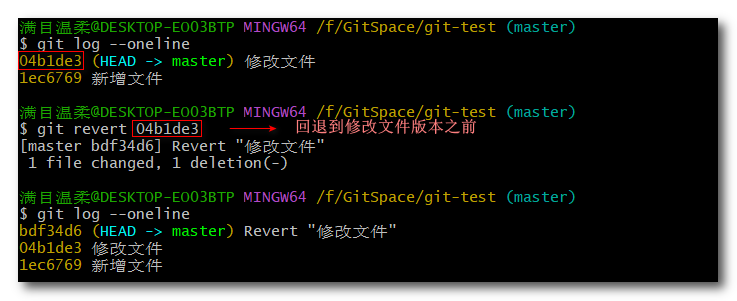 满目温柔@DESKTOP-EOO3BTP MINGW64 /f/GitSpace/git-test (master)
$ git log --oneline
04b1de3 (HEAD -> master) 修改文件
1ec6769 新增文件
满目温柔@DESKTOP-EOO3BTP MINGW64 /f/GitSpace/git-test (master)
$ git revert 04b1de3 回退到修改文件版本之前
[master bdf34d6] Revert "修改文件"
1 file changed, 1 deletion(-)
满目温柔@DESKTOP-EOO3BTP MINGW64 /f/GitSpace/git-test (master)
$ git log --oneline
bdf34d6 (HEAD -> master) Revert "修改文件"
04b1de3 修改文件
1ec6769 新增文件